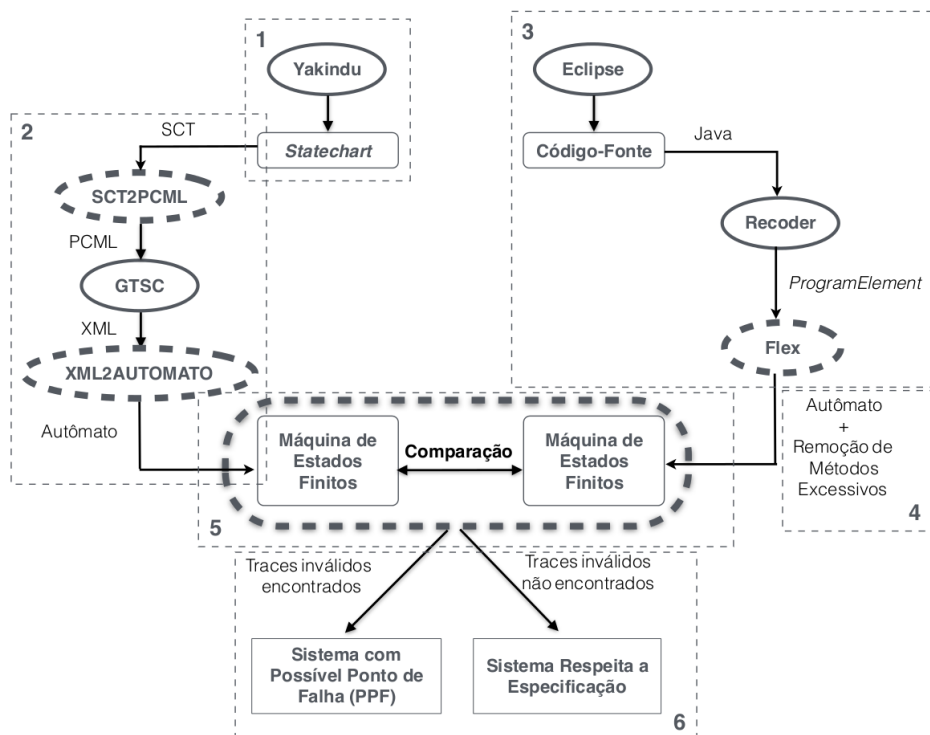 1
Yakindu
Statechart
2
SCT
SCT2PCML
PCML
GTSC
XML
XML2AUTOMATO
Autômato
3
Eclipse
Código-Fonte
Java
Recoder
ProgramElement
Flex
Autômato
+
Remoção de
Métodos
Excessivos
4
Máquina de
Estados
Finitos
Comparação
Máquina de
Estados
Finitos
5
Traces inválidos
encontrados
Traces inválidos
não encontrados
Sistema com
Possível Ponto de
Falha (PPF)
Sistema Respeita a
Especificação
6